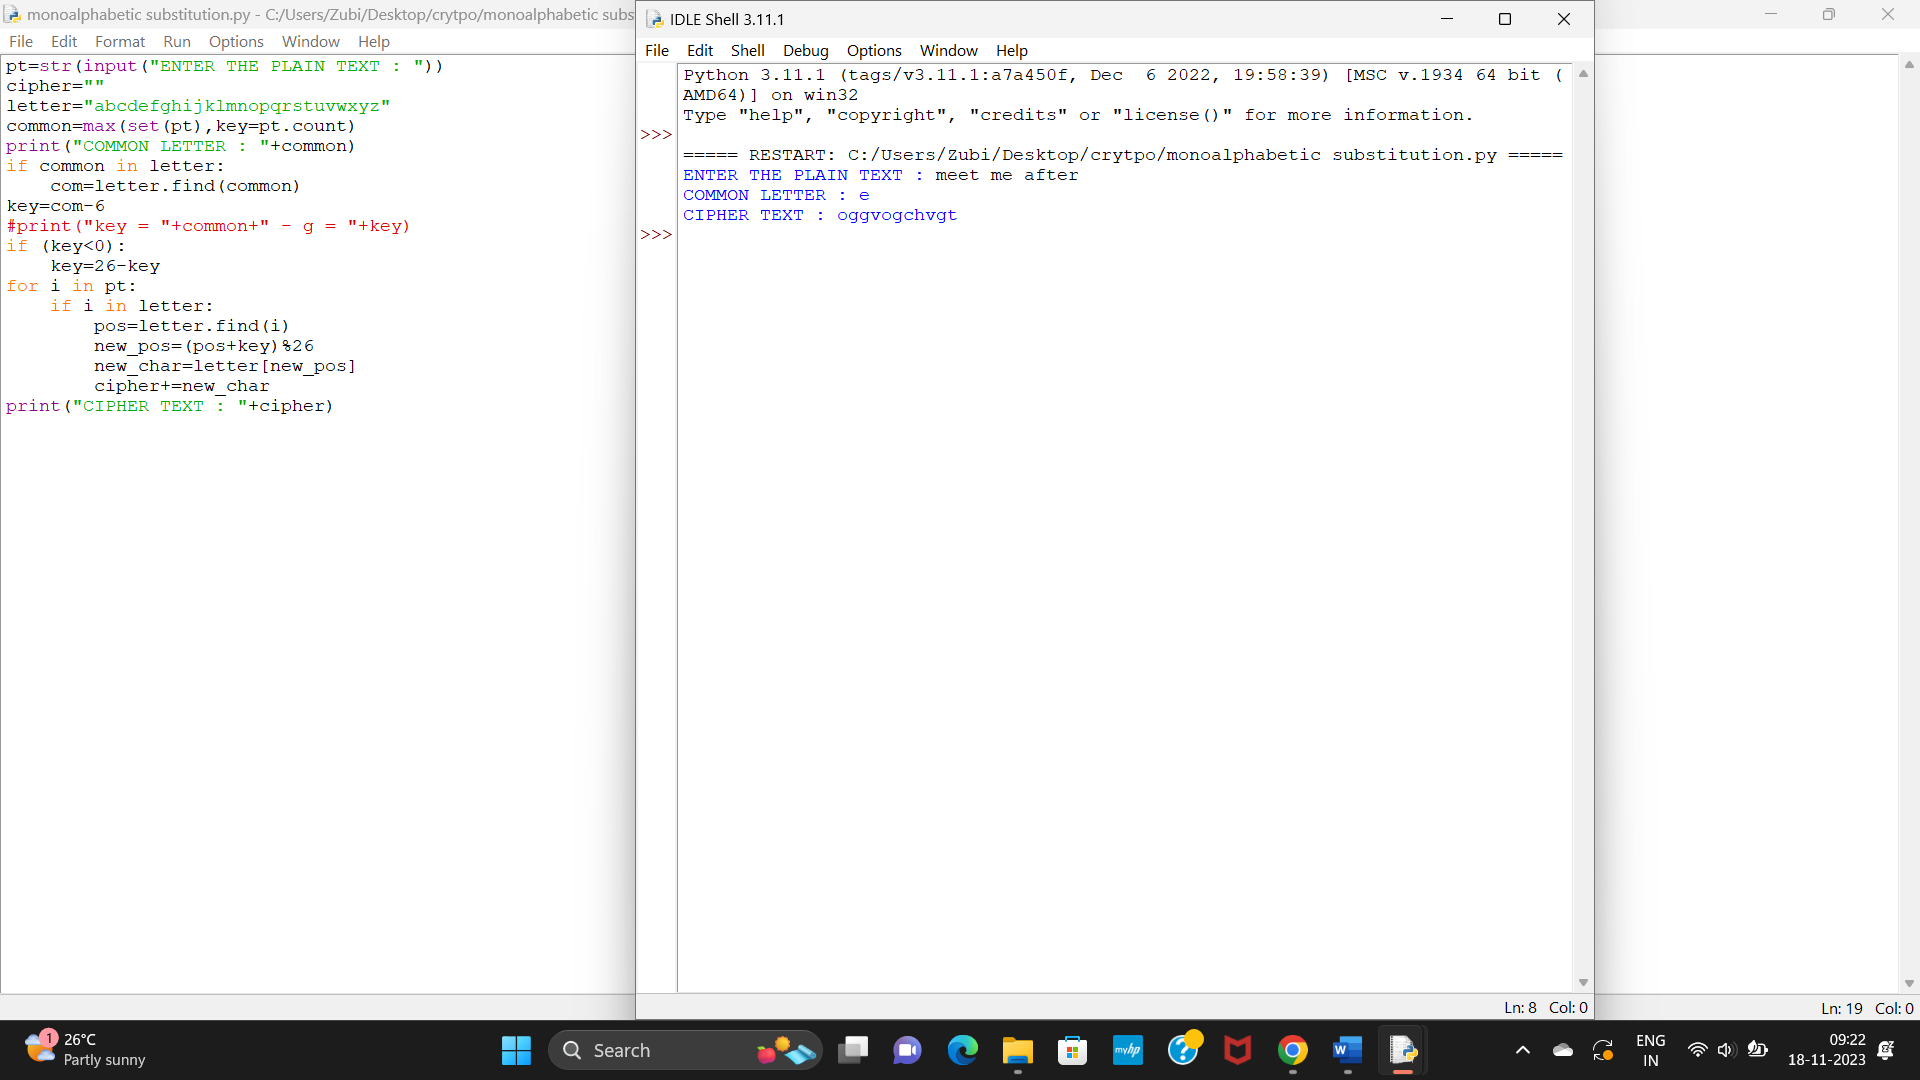 monoalphabetic substitution.py - C:/Users/Zubi/Desktop/crytpo/monoalphabetic subs
File Edit Format Run Options Window Help
pt=str(input("ENTER THE PLAIN TEXT : "))
cipher=""
letter="abcdefghijklmnopqrstuvwxyz"
common=max(set(pt),key=pt.count)
print("COMMON LETTER : "+common)
if common in letter:
    com=letter.find(common)
key=com-6
#print("key = "+common+" - g = "+key)
if (key<0):
    key=26-key
for i in pt:
    if i in letter:
        pos=letter.find(i)
        new_pos=(pos+key)%26
        new_char=letter[new_pos]
        cipher+=new_char
print("CIPHER TEXT : "+cipher)
IDLE Shell 3.11.1
File Edit Shell Debug Options Window Help
Python 3.11.1 (tags/v3.11.1:a7a450f, Dec  6 2022, 19:58:39) [MSC v.1934 64 bit (
AMD64)] on win32
Type "help", "copyright", "credits" or "license()" for more information.
>>>
===== RESTART: C:/Users/Zubi/Desktop/crytpo/monoalphabetic substitution.py =====
ENTER THE PLAIN TEXT : meet me after
COMMON LETTER : e
CIPHER TEXT : oggvogchvgt
>>>
Ln: 8 Col: 0
Ln: 19 Col: 0
1
26°C
Partly sunny
Search
myhp
ENG
IN
09:22
18-11-2023